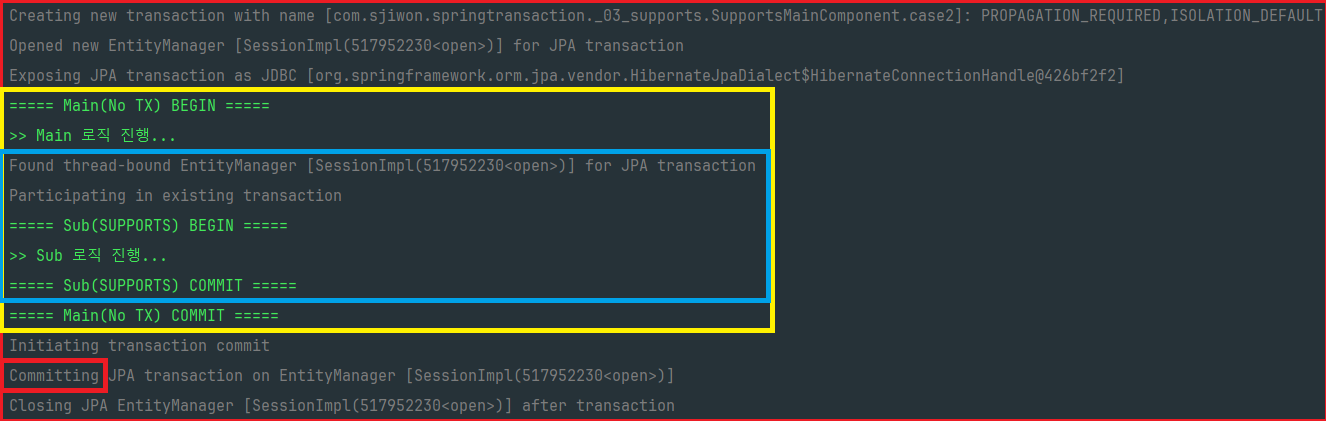 Creating new transaction with name [com.sjiwon.springtransaction._03_supports.SupportsMainComponent.case2]: PROPAGATION_REQUIRED,ISOLATION_DEFAULT
Opened new EntityManager [SessionImpl(517952230<open>)] for JPA transaction
Exposing JPA transaction as JDBC [org.springframework.orm.jpa.vendor.HibernateJpaDialect$HibernateConnectionHandle@426bf2f2]
===== Main(No TX) BEGIN =====
>> Main 로직 진행...
Found thread-bound EntityManager [SessionImpl(517952230<open>)] for JPA transaction
Participating in existing transaction
===== Sub(SUPPORTS) BEGIN =====
>> Sub 로직 진행...
===== Sub(SUPPORTS) COMMIT =====
===== Main(No TX) COMMIT =====
Initiating transaction commit
Committing JPA transaction on EntityManager [SessionImpl(517952230<open>)]
Closing JPA EntityManager [SessionImpl(517952230<open>)] after transaction